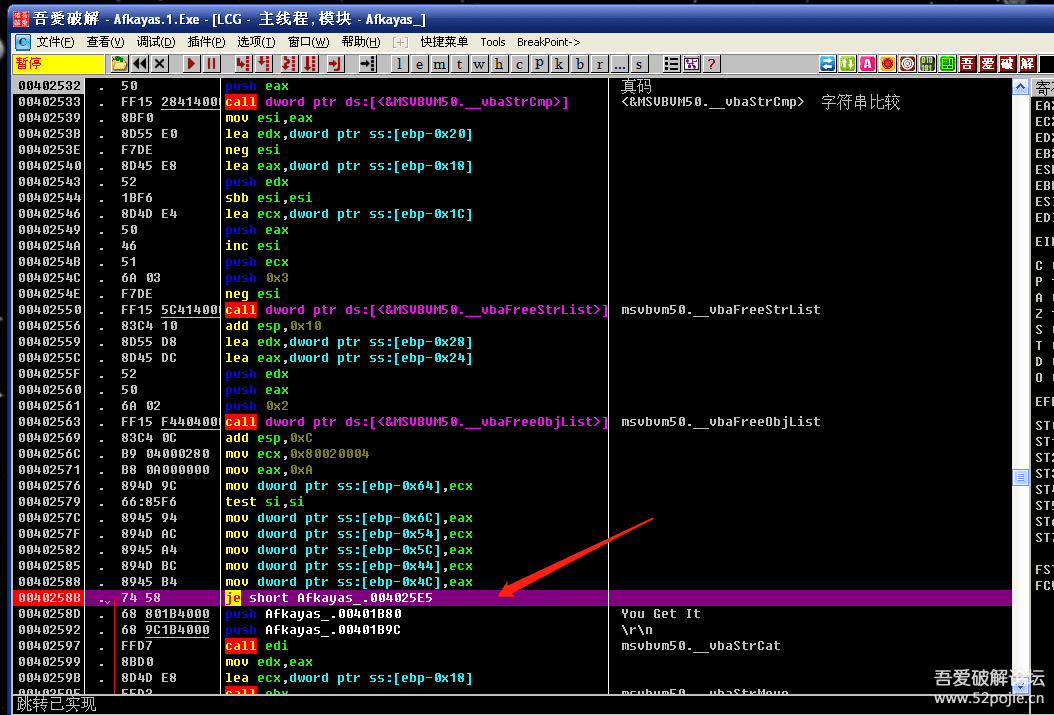 吾愛破解 - Afkayas.1.Exe - [LCG - 主线程,模块 - Afkayas_]
文件(F) 查看(V) 调试(D) 插件(P) 选项(T) 窗口(W) 帮助(H) [+] 快捷菜单 Tools BreakPoint->
暂停 l e m t w h c p k b r ... s ? 吾 爱 破 解
00402532 . 50 push eax 真码
00402533 . FF15 28414000 call dword ptr ds:[<&MSVBVM50.__vbaStrCmp>] <&MSVBVM50.__vbaStrCmp> 字符串比较
00402539 . 8BF0 mov esi,eax
0040253B . 8D55 E0 lea edx,dword ptr ss:[ebp-0x20]
0040253E . F7DE neg esi
00402540 . 8D45 E8 lea eax,dword ptr ss:[ebp-0x18]
00402543 . 52 push edx
00402544 . 1BF6 sbb esi,esi
00402546 . 8D4D E4 lea ecx,dword ptr ss:[ebp-0x1C]
00402549 . 50 push eax
0040254A . 46 inc esi
0040254B . 51 push ecx
0040254C . 6A 03 push 0x3
0040254E . F7DE neg esi
00402550 . FF15 5C414000 call dword ptr ds:[<&MSVBVM50.__vbaFreeStrList>] msvbvm50.__vbaFreeStrList
00402556 . 83C4 10 add esp,0x10
00402559 . 8D55 D8 lea edx,dword ptr ss:[ebp-0x28]
0040255C . 8D45 DC lea eax,dword ptr ss:[ebp-0x24]
0040255F . 52 push edx
00402560 . 50 push eax
00402561 . 6A 02 push 0x2
00402563 . FF15 F4404000 call dword ptr ds:[<&MSVBVM50.__vbaFreeObjList>] msvbvm50.__vbaFreeObjList
00402569 . 83C4 0C add esp,0xC
0040256C . B9 04000280 mov ecx,0x80020004
00402571 . B8 0A000000 mov eax,0xA
00402576 . 894D 9C mov dword ptr ss:[ebp-0x64],ecx
00402579 . 66:85F6 test si,si
0040257C . 8945 94 mov dword ptr ss:[ebp-0x6C],eax
0040257F . 894D AC mov dword ptr ss:[ebp-0x54],ecx
00402582 . 8945 A4 mov dword ptr ss:[ebp-0x5C],eax
00402585 . 894D BC mov dword ptr ss:[ebp-0x44],ecx
00402588 . 8945 B4 mov dword ptr ss:[ebp-0x4C],eax
0040258B . 74 58 je short Afkayas_.004025E5
0040258D . 68 801B4000 push Afkayas_.00401B80 You Get It
00402592 . 68 9C1B4000 push Afkayas_.00401B9C \r\n
00402597 . FFD7 call edi msvbvm50.__vbaStrCat
00402599 . 8BD0 mov edx,eax
0040259B . 8D4D E8 lea ecx,dword ptr ss:[ebp-0x18]
0040259E . FFD3 call ebx msvbvm50.__vbaStrMove
跳转已实现
吾爱破解论坛
www.52pojie.cn